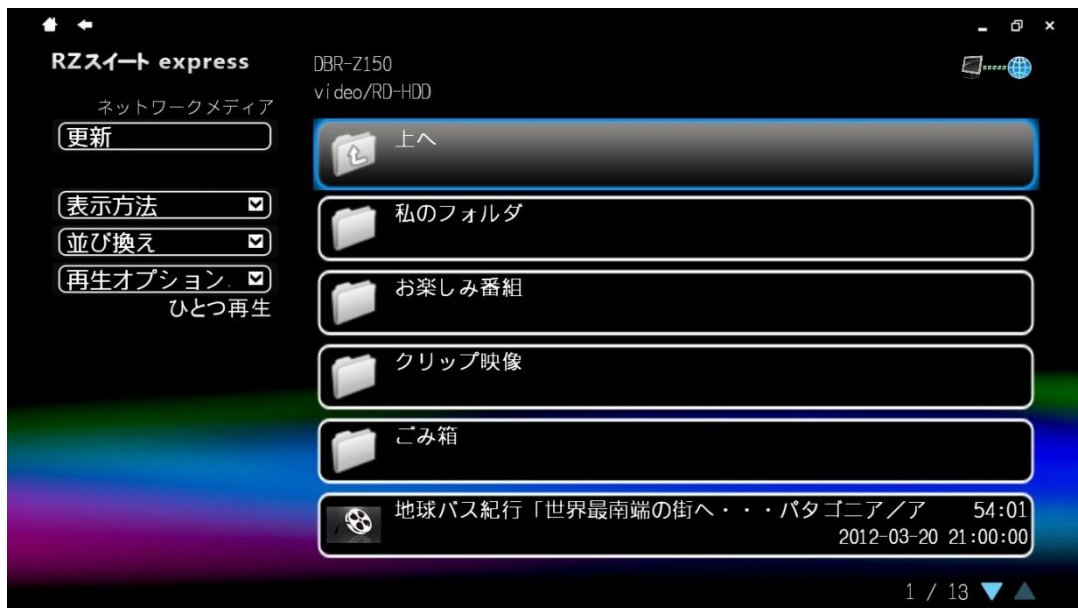 RZスイート express
DBR-Z150
video/RD-HDD
ネットワークメディア
更新
表示方法
並び換え
再生オプション.
ひとつ再生
上へ
私のフォルダ
お楽しみ番組
クリップ映像
ごみ箱
地球バス紀行「世界最南端の街へ・・・パタゴニア／ア 54:01
2012-03-20 21:00:00
1 / 13